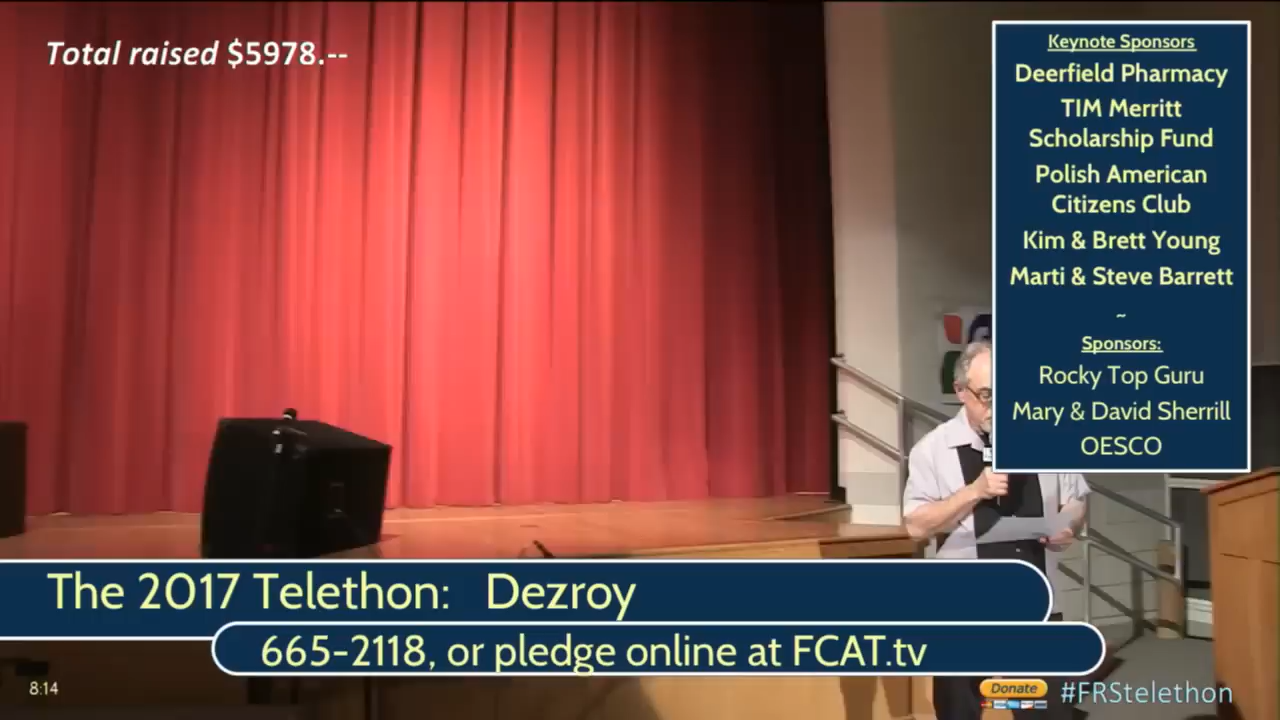 Total raised $5978.--
Keynote Sponsors
Deerfield Pharmacy
TIM Merritt
Scholarship Fund
Polish American
Citizens Club
Kim & Brett Young
Marti & Steve Barrett
~
Sponsors:
Rocky Top Guru
Mary & David Sherrill
OESCO
The 2017 Telethon: Dezroy
665-2118, or pledge online at FCAT.tv
8:14
Donate
#FRStelethon